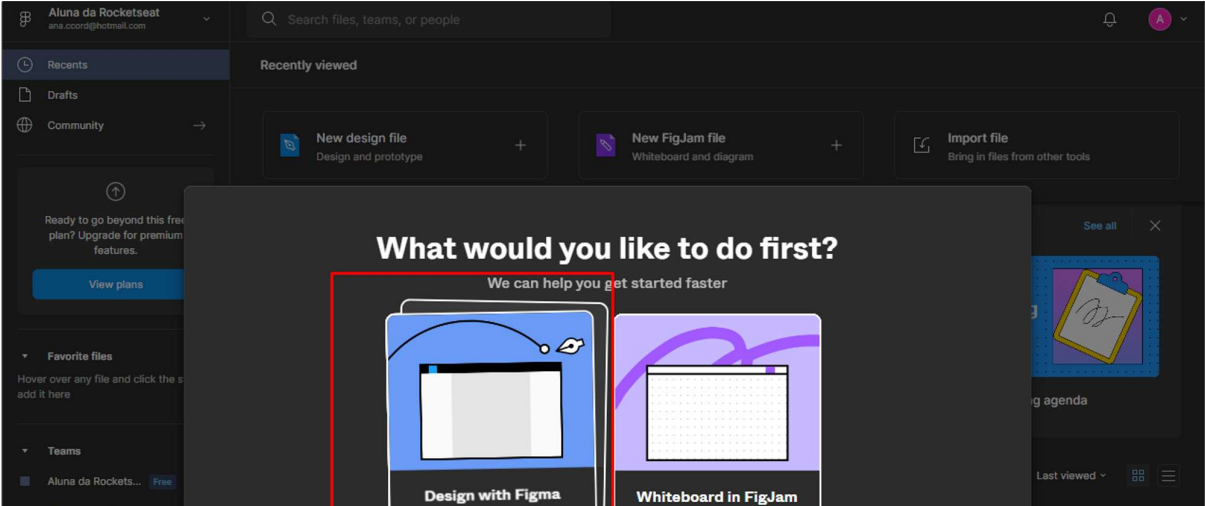 Aluna da Rocketseat
ana.ccord@hotmail.com
Search files, teams, or people
A
Recents
Drafts
Community
Recently viewed
New design file
Design and prototype
New FigJam file
Whiteboard and diagram
Import file
Bring in files from other tools
Ready to go beyond this free
plan? Upgrade for premium
features.
View plans
What would you like to do first?
We can help you get started faster
See all
Design with Figma
Whiteboard in FigJam
Favorite files
Hover over any file and click the s
add it here
g agenda
Teams
Aluna da Rockets... Free
Last viewed